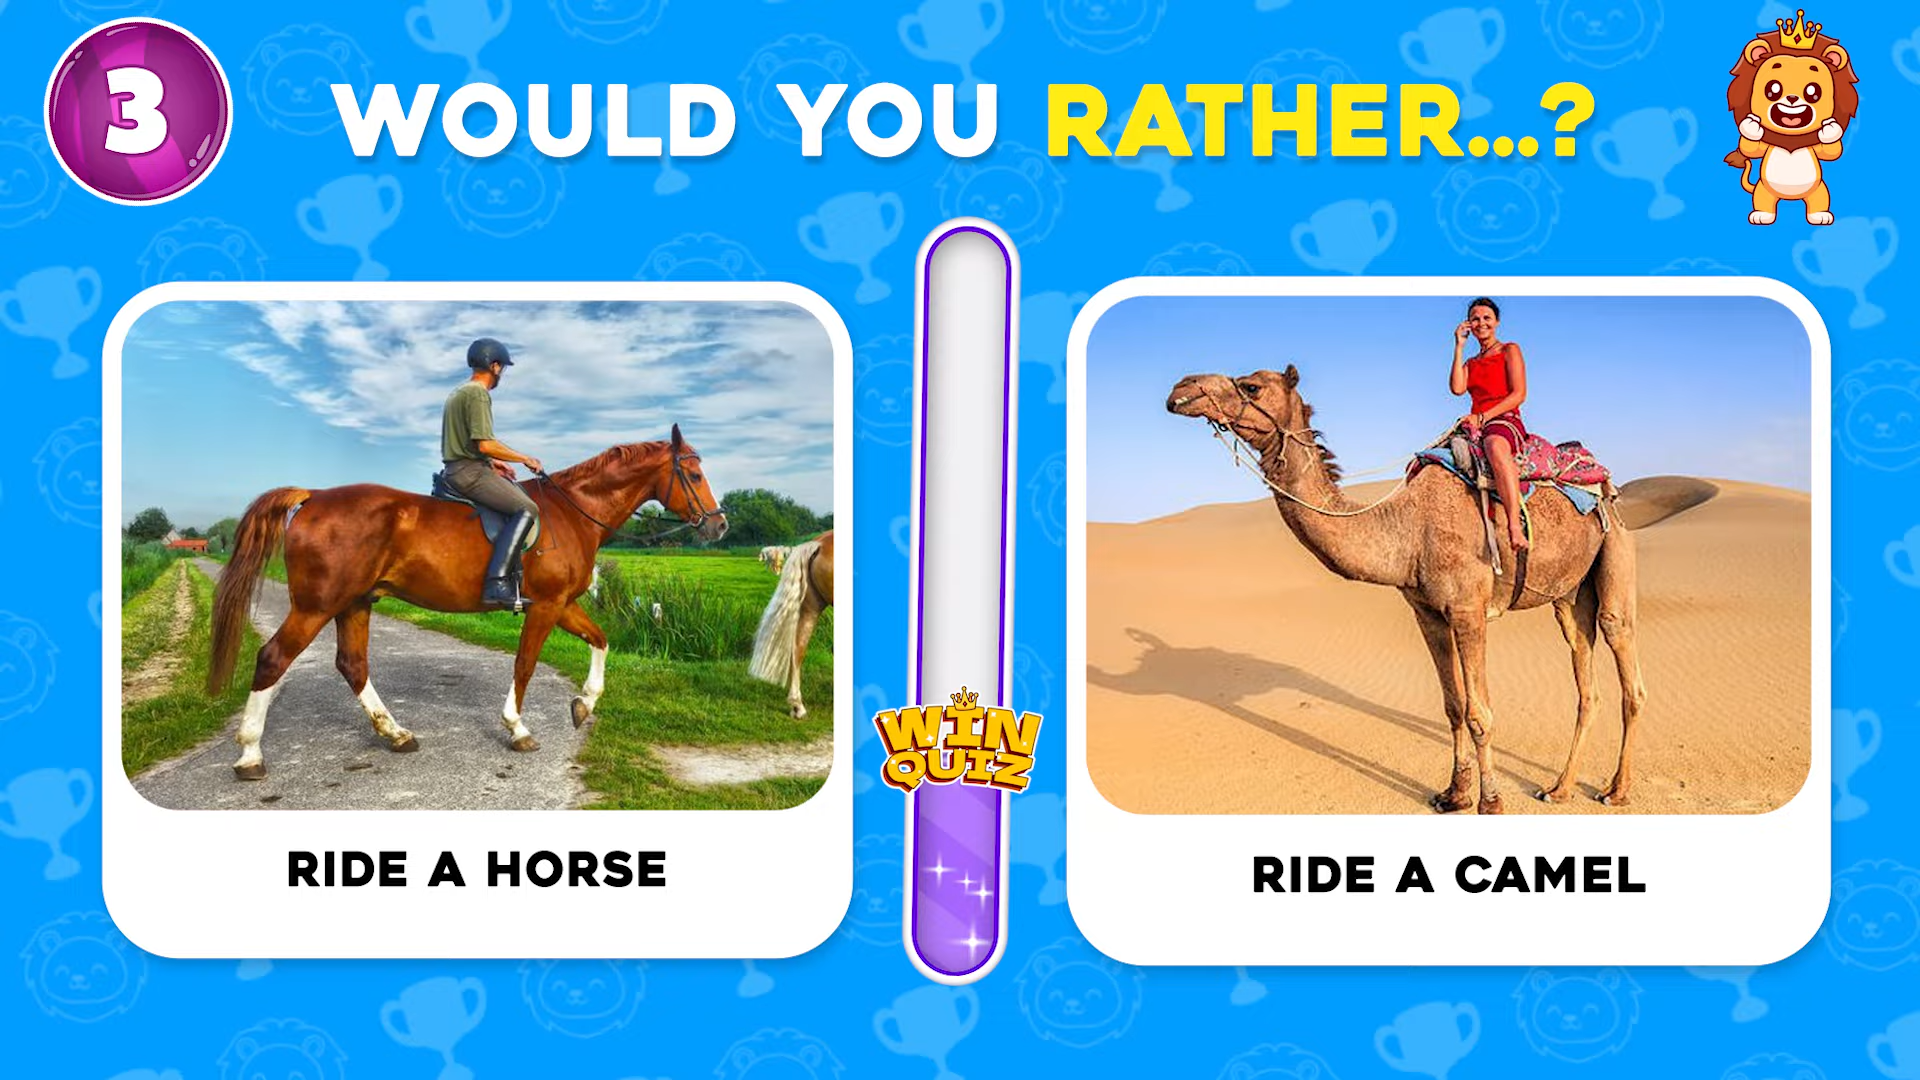 3
WOULD YOU RATHER...?
WIN
QUIZ
RIDE A HORSE
RIDE A CAMEL